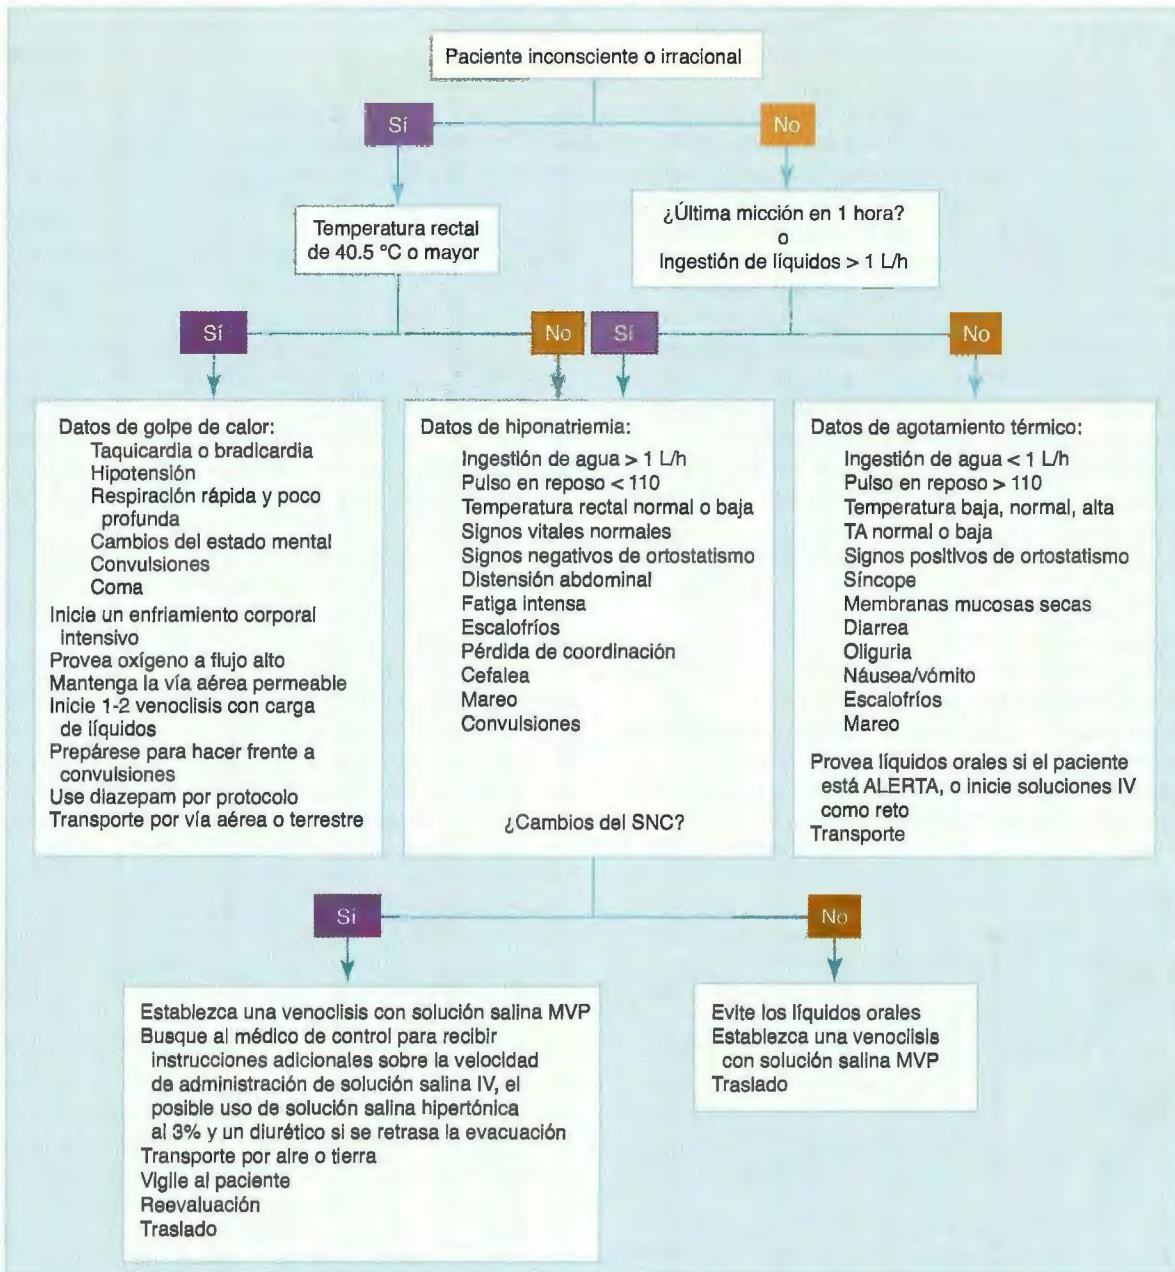 Paciente inconsciente o irracional
Sí
No
Temperatura rectal
de 40.5 °C o mayor
¿Última micción en 1 hora?
o
Ingestión de líquidos > 1 L/h
Sí
No
Sí
No
Datos de golpe de calor:
Taquicardia o bradicardia
Hipotensión
Respiración rápida y poco
profunda
Cambios del estado mental
Convulsiones
Coma
Inicie un enfriamiento corporal
intensivo
Provea oxígeno a flujo alto
Mantenga la vía aérea permeable
Inicie 1-2 venoclisis con carga
de líquidos
Prepárese para hacer frente a
convulsiones
Use diazepam por protocolo
Transporte por vía aérea o terrestre
Datos de hiponatriemia:
Ingestión de agua > 1 L/h
Pulso en reposo < 110
Temperatura rectal normal o baja
Signos vitales normales
Signos negativos de ortostatismo
Distensión abdominal
Fatiga intensa
Escalofríos
Pérdida de coordinación
Cefalea
Mareo
Convulsiones
¿Cambios del SNC?
Datos de agotamiento térmico:
Ingestión de agua < 1 L/h
Pulso en reposo > 110
Temperatura baja, normal, alta
TA normal o baja
Signos positivos de ortostatismo
Síncope
Membranas mucosas secas
Diarrea
Oliguria
Náusea/vómito
Escalofríos
Mareo
Provea líquidos orales si el paciente
está ALERTA, o inicie soluciones IV
como reto
Transporte
Sí
No
Establezca una venoclisis con solución salina MVP
Busque al médico de control para recibir
instrucciones adicionales sobre la velocidad
de administración de solución salina IV, el
posible uso de solución salina hipertónica
al 3% y un diurético si se retrasa la evacuación
Transporte por aire o tierra
Vigile al paciente
Reevaluación
Traslado
Evite los líquidos orales
Establezca una venoclisis
con solución salina MVP
Traslado